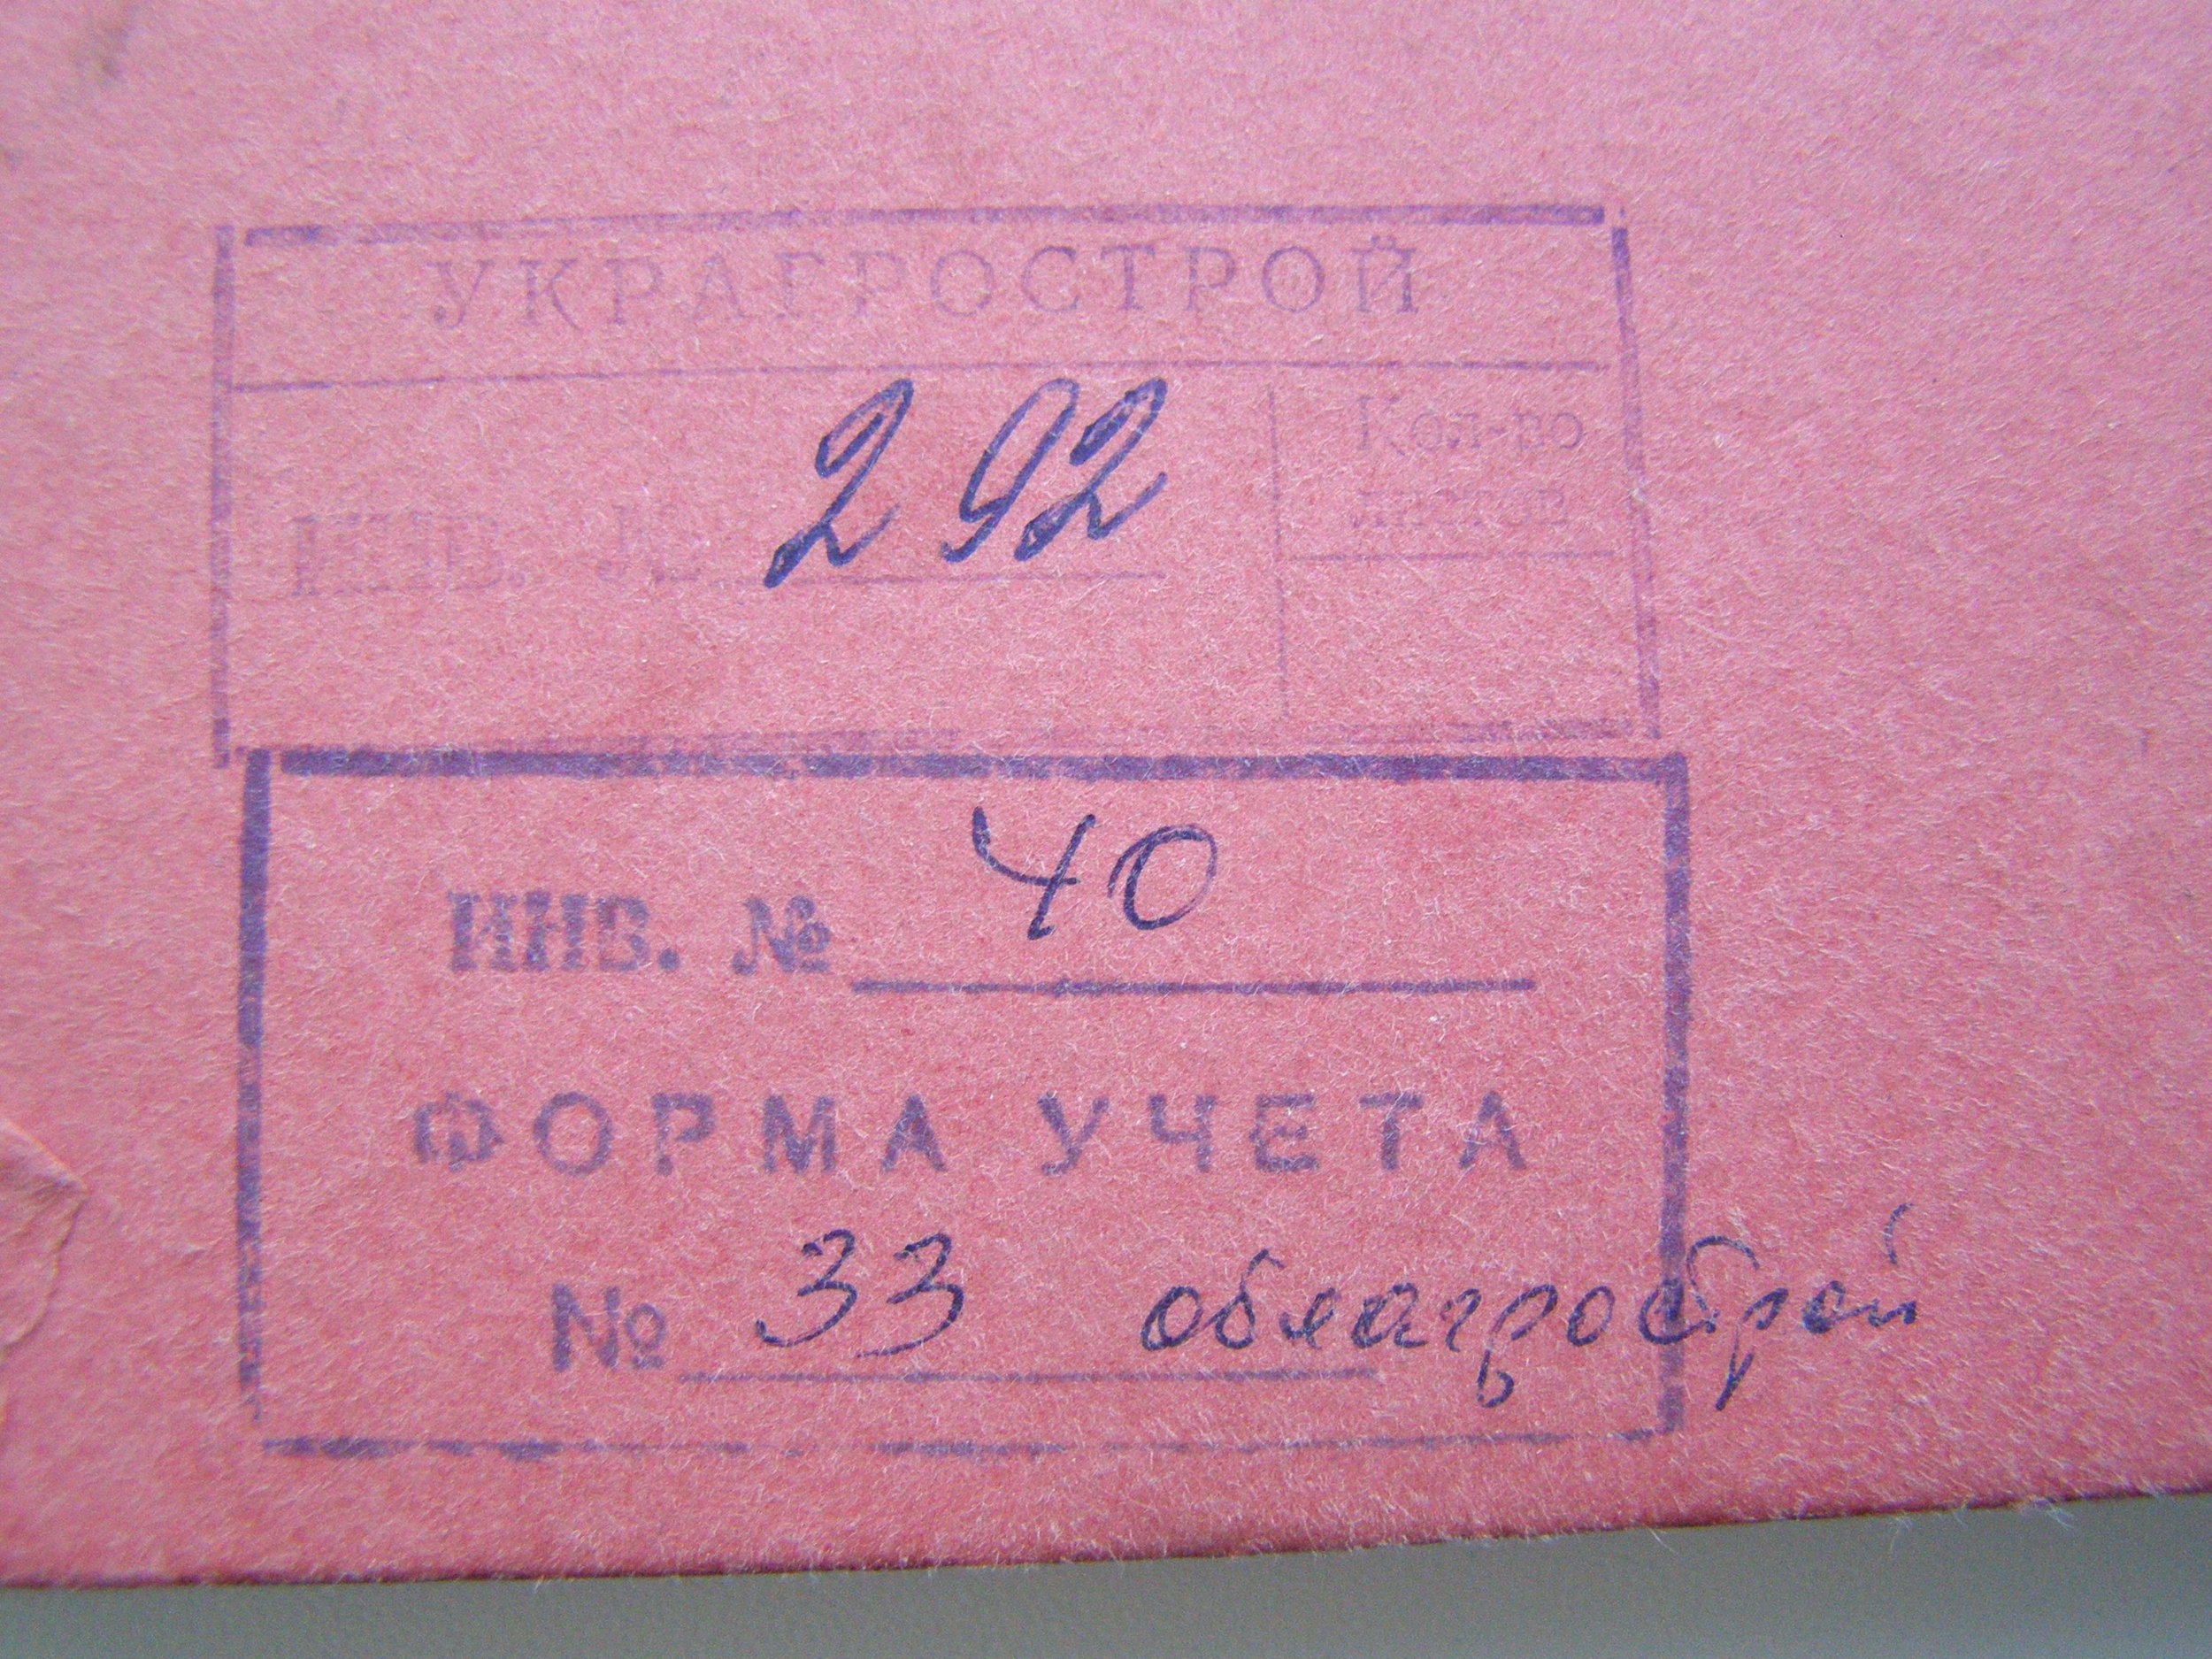 УКРАГРОСТРОЙ
ИНВ. № 292
Кол-во
листов
ИНВ. № 40
ФОРМА УЧЕТА
№ 33 облагрострой